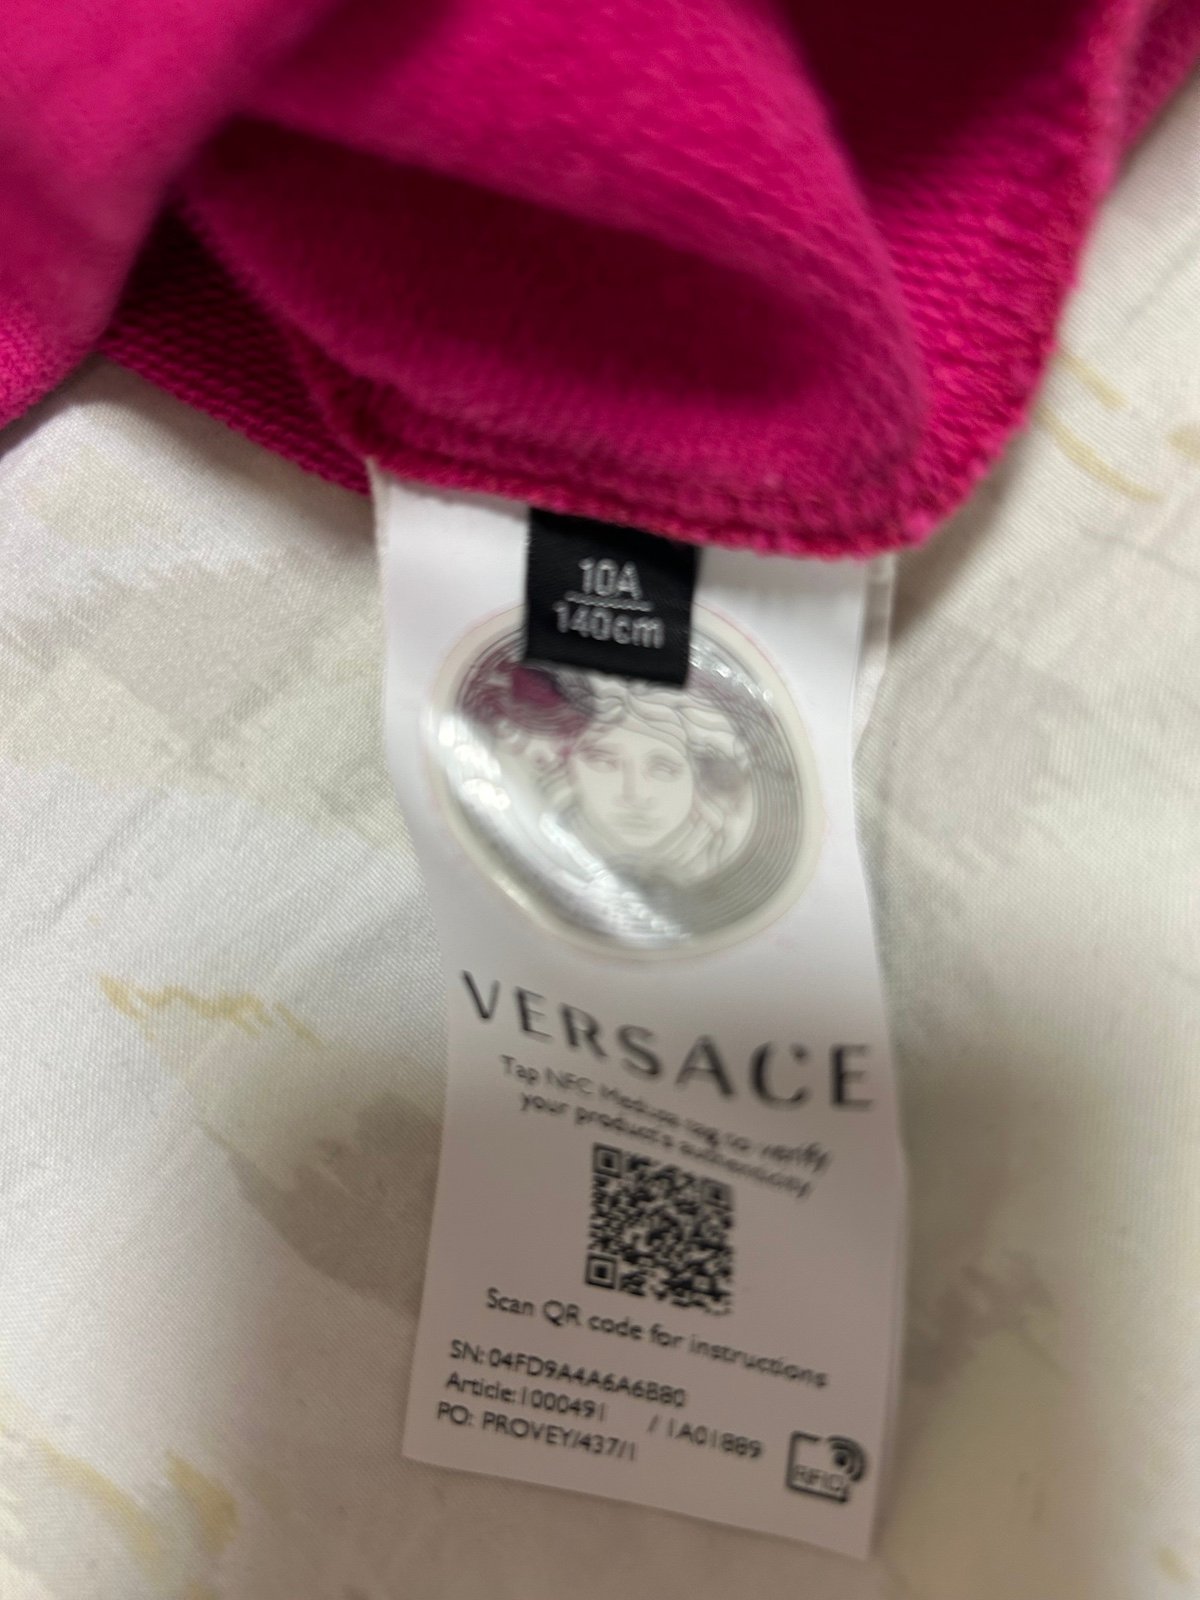 10A
140cm
VERSACE
Tap NFC Medusa tag to verify
your product's authenticity
Scan QR code for instructions
SN: 04FD9A4A6A6B80
Article: 1000491 / 1A01889
PO: PROVEY/437/1
RFID